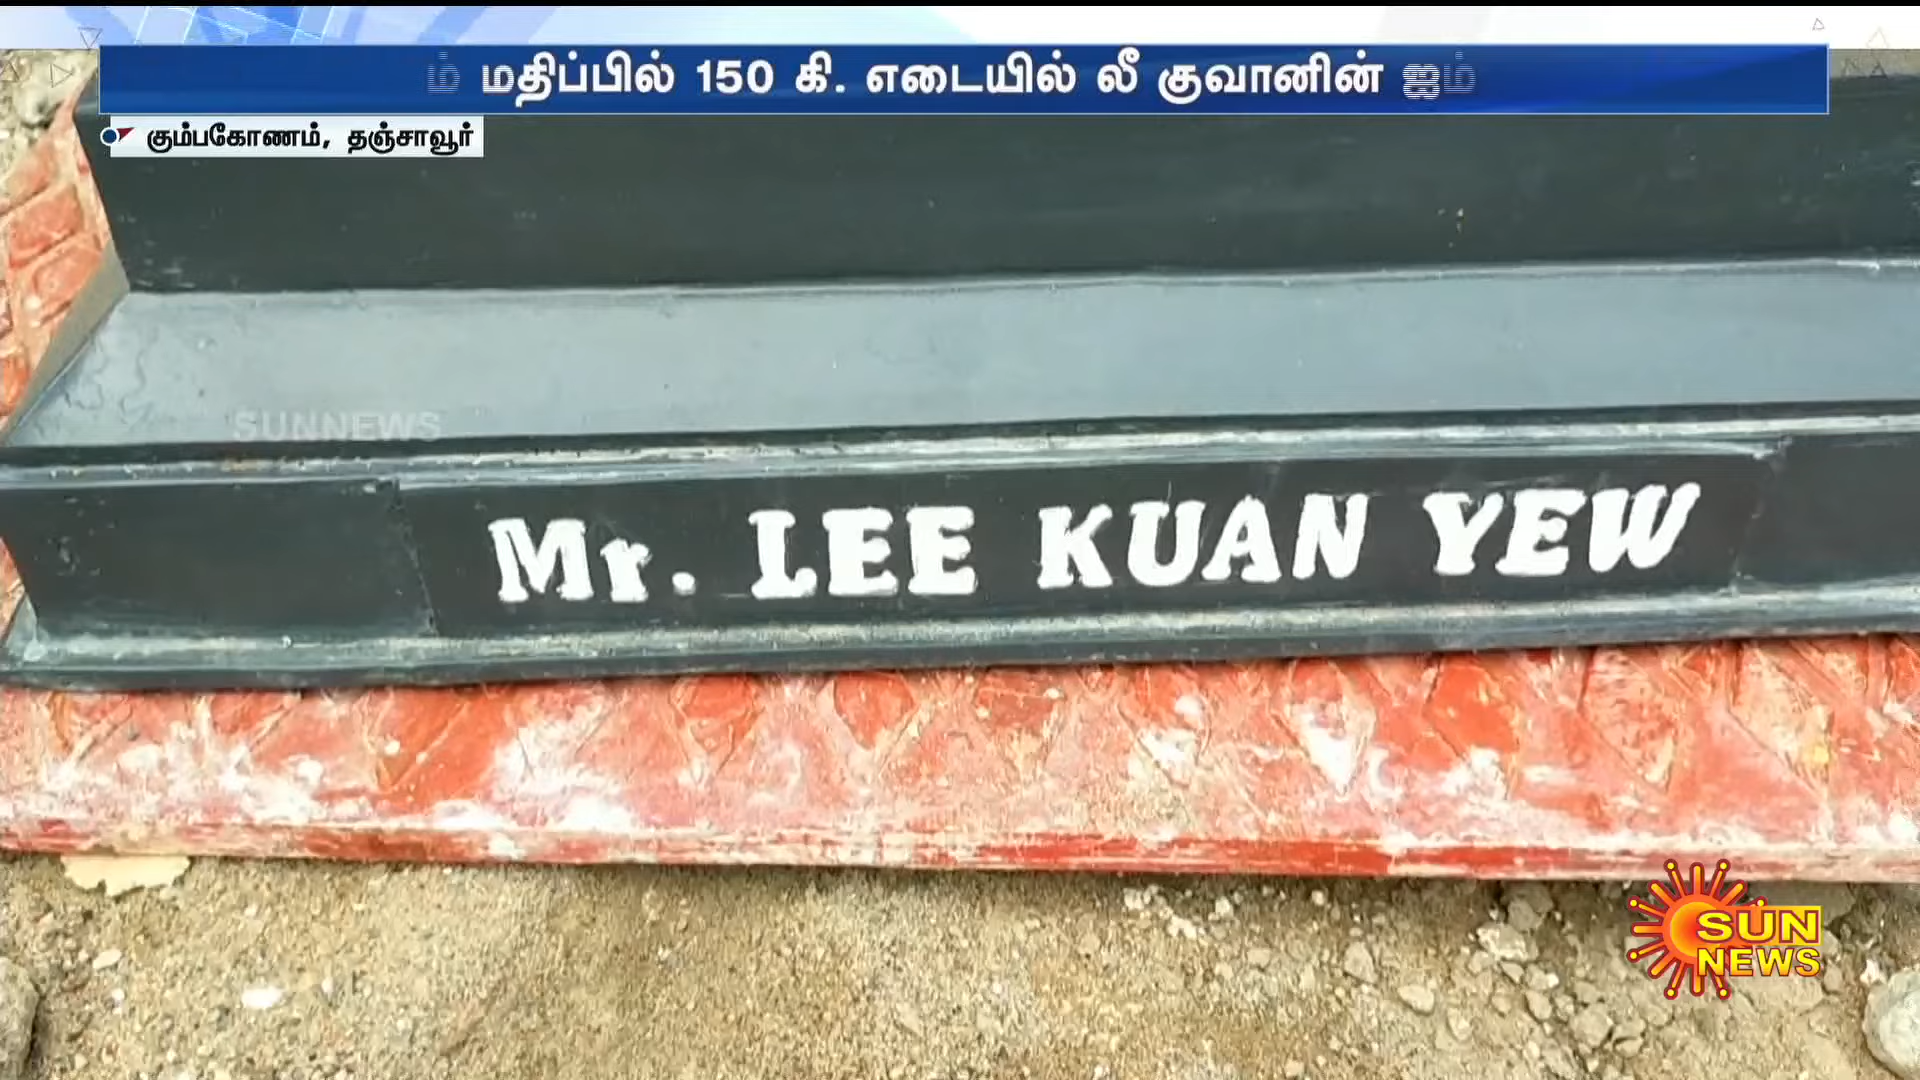 மதிப்பில் 150 கி. எடையில் லீ குவானின்
கும்பகோணம், தஞ்சாவூர்
SUNNEWS
Mr. LEE KUAN YEW
SUN
NEWS